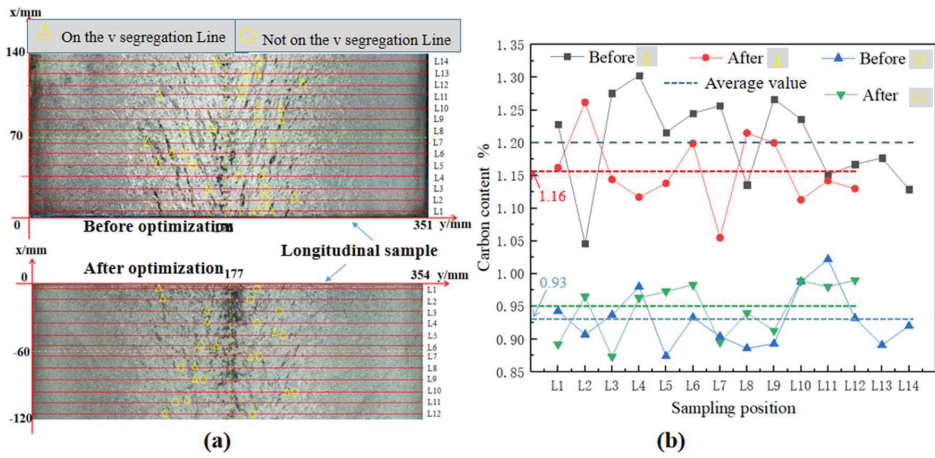 x/mm
On the v segregation Line
Not on the v segregation Line
140
L14
L13
L12
L11
L10
L9
L8
70
L7
L6
L5
L4
L3
L2
L1
0
Before optimization
351
y/mm
Longitudinal sample
x/mm
After optimization
177
354
y/mm
0
L1
L2
L3
L4
L5
-60
L6
L7
L8
L9
L10
L11
-120
L12
(a)
Before
After
Before
Average value
After
Carbon content %
1.35
1.30
1.25
1.20
1.15
1.10
1.05
1.00
0.95
0.90
0.85
1.16
0.93
L1 L2 L3 L4 L5 L6 L7 L8 L9 L10 L11 L12 L13 L14
Sampling position
(b)